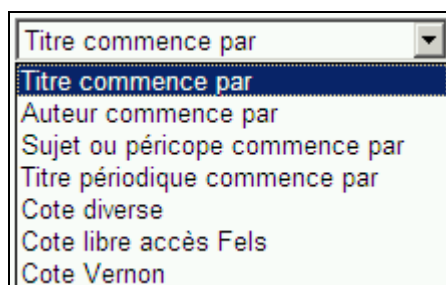 Titre commence par
Titre commence par
Auteur commence par
Sujet ou péricope commence par
Titre périodique commence par
Cote diverse
Cote libre accès Fels
Cote Vernon